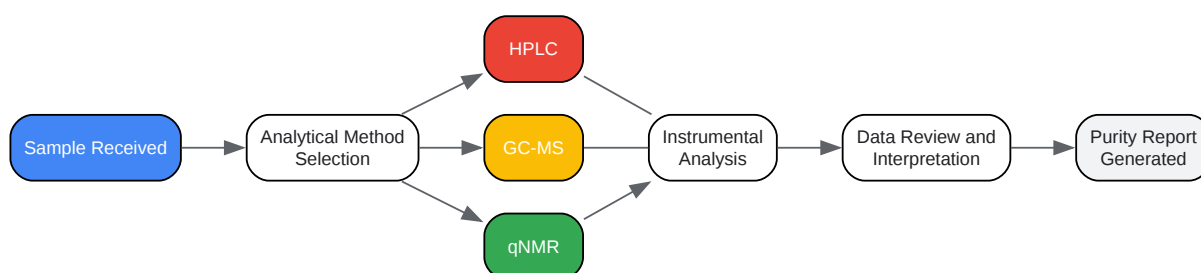 Sample Received
Analytical Method
Selection
HPLC
GC-MS
qNMR
Instrumental
Analysis
Data Review and
Interpretation
Purity Report
Generated